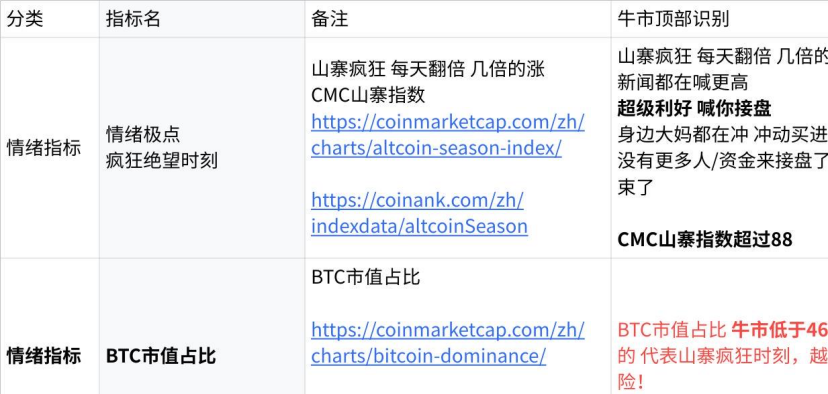 分类
指标名
备注
牛市顶部识别
情绪指标
情绪极点
疯狂绝望时刻
山寨疯狂 每天翻倍 几倍的涨
CMC山寨指数
https://coinmarketcap.com/zh/
charts/altcoin-season-index/
https://coinank.com/zh/
indexdata/altcoinSeason
山寨疯狂 每天翻倍 几倍的
新闻都在喊更高
超级利好 喊你接盘
身边大妈都在冲 冲动买进
没有更多人/资金来接盘了
束了
CMC山寨指数超过88
情绪指标
BTC市值占比
BTC市值占比
https://coinmarketcap.com/zh/
charts/bitcoin-dominance/
BTC市值占比 牛市低于46
的 代表山寨疯狂时刻，越
险！